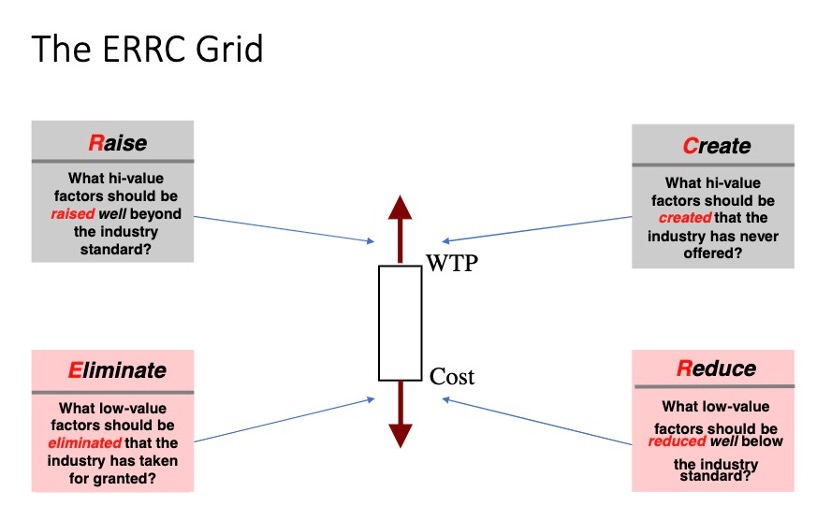 The ERRC Grid
Raise
What hi-value
factors should be
raised well beyond
the industry
standard?
Create
What hi-value
factors should be
created that the
industry has never
offered?
WTP
Cost
Eliminate
What low-value
factors should be
eliminated that the
industry has taken
for granted?
Reduce
What low-value
factors should be
reduced well below
the industry
standard?